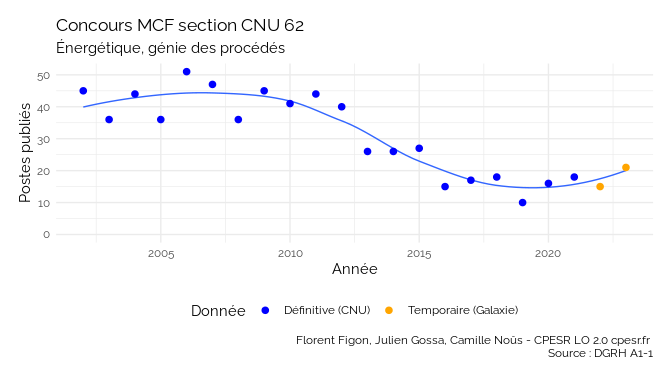 Concours MCF section CNU 62
Énergétique, génie des procédés
Postes publiés
50
40
30
20
10
0
2005 2010 2015 2020
Année
Donnée Définitive (CNU) Temporaire (Galaxie)
Florent Figon, Julien Gossa, Camille Noûs - CPESR LO 2.0 cpesr.fr
Source : DGRH A1-1